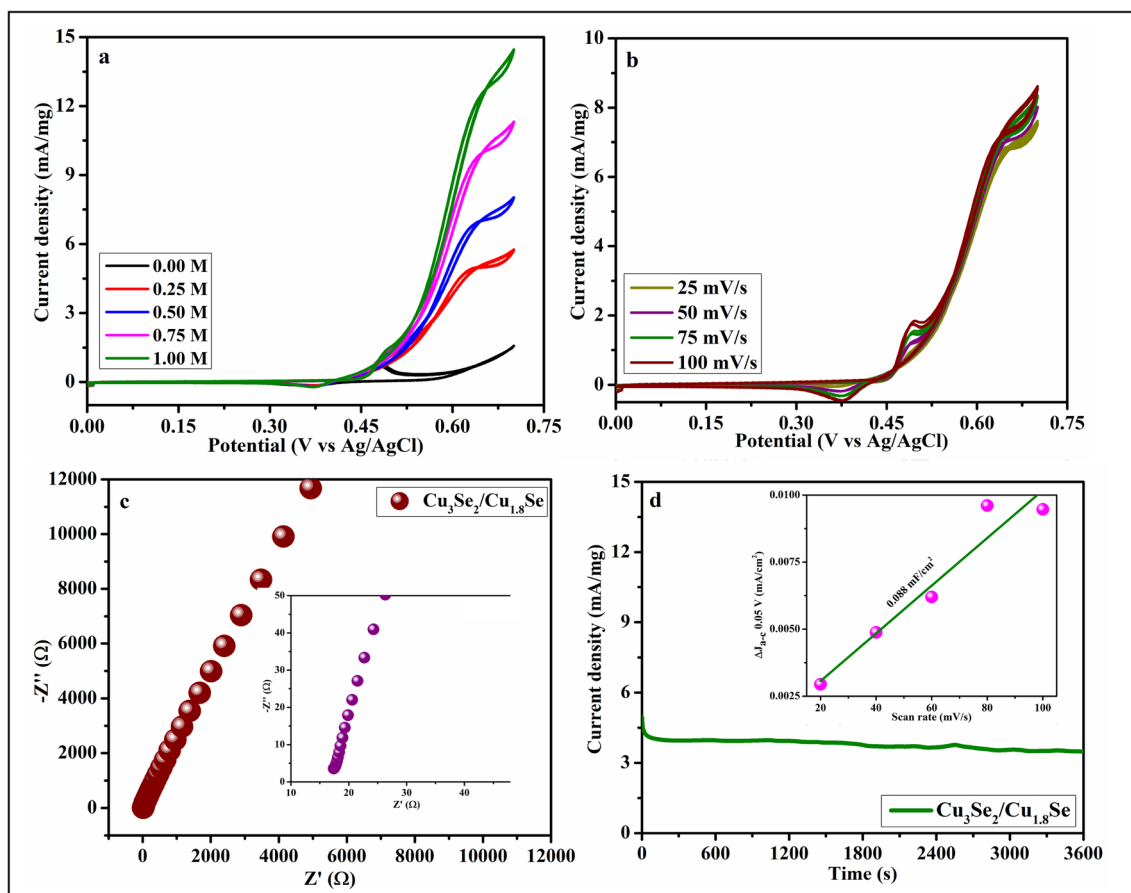 a
Current density (mA/mg)
15
12
9
6
3
0
0.00 M
0.25 M
0.50 M
0.75 M
1.00 M
0.00 0.15 0.30 0.45 0.60 0.75
Potential (V vs Ag/AgCl)
b
Current density (mA/mg)
10
8
6
4
2
0
25 mV/s
50 mV/s
75 mV/s
100 mV/s
0.00 0.15 0.30 0.45 0.60 0.75
Potential (V vs Ag/AgCl)
c
-Z'' (Ω)
12000
10000
8000
6000
4000
2000
0
Cu₃Se₂/Cu₁.₈Se
50
40
30
20
10
0
-Z'' (Ω)
10 20 30 40
Z' (Ω)
0 2000 4000 6000 8000 10000 12000
Z' (Ω)
d
Current density (mA/mg)
15
12
9
6
3
0
0.0100
0.0075
0.0050
0.0025
ΔJₐ₋c 0.05 V (mA/cm²)
0.088 mF/cm²
20 40 60 80 100
Scan rate (mV/s)
Cu₃Se₂/Cu₁.₈Se
0 600 1200 1800 2400 3000 3600
Time (s)